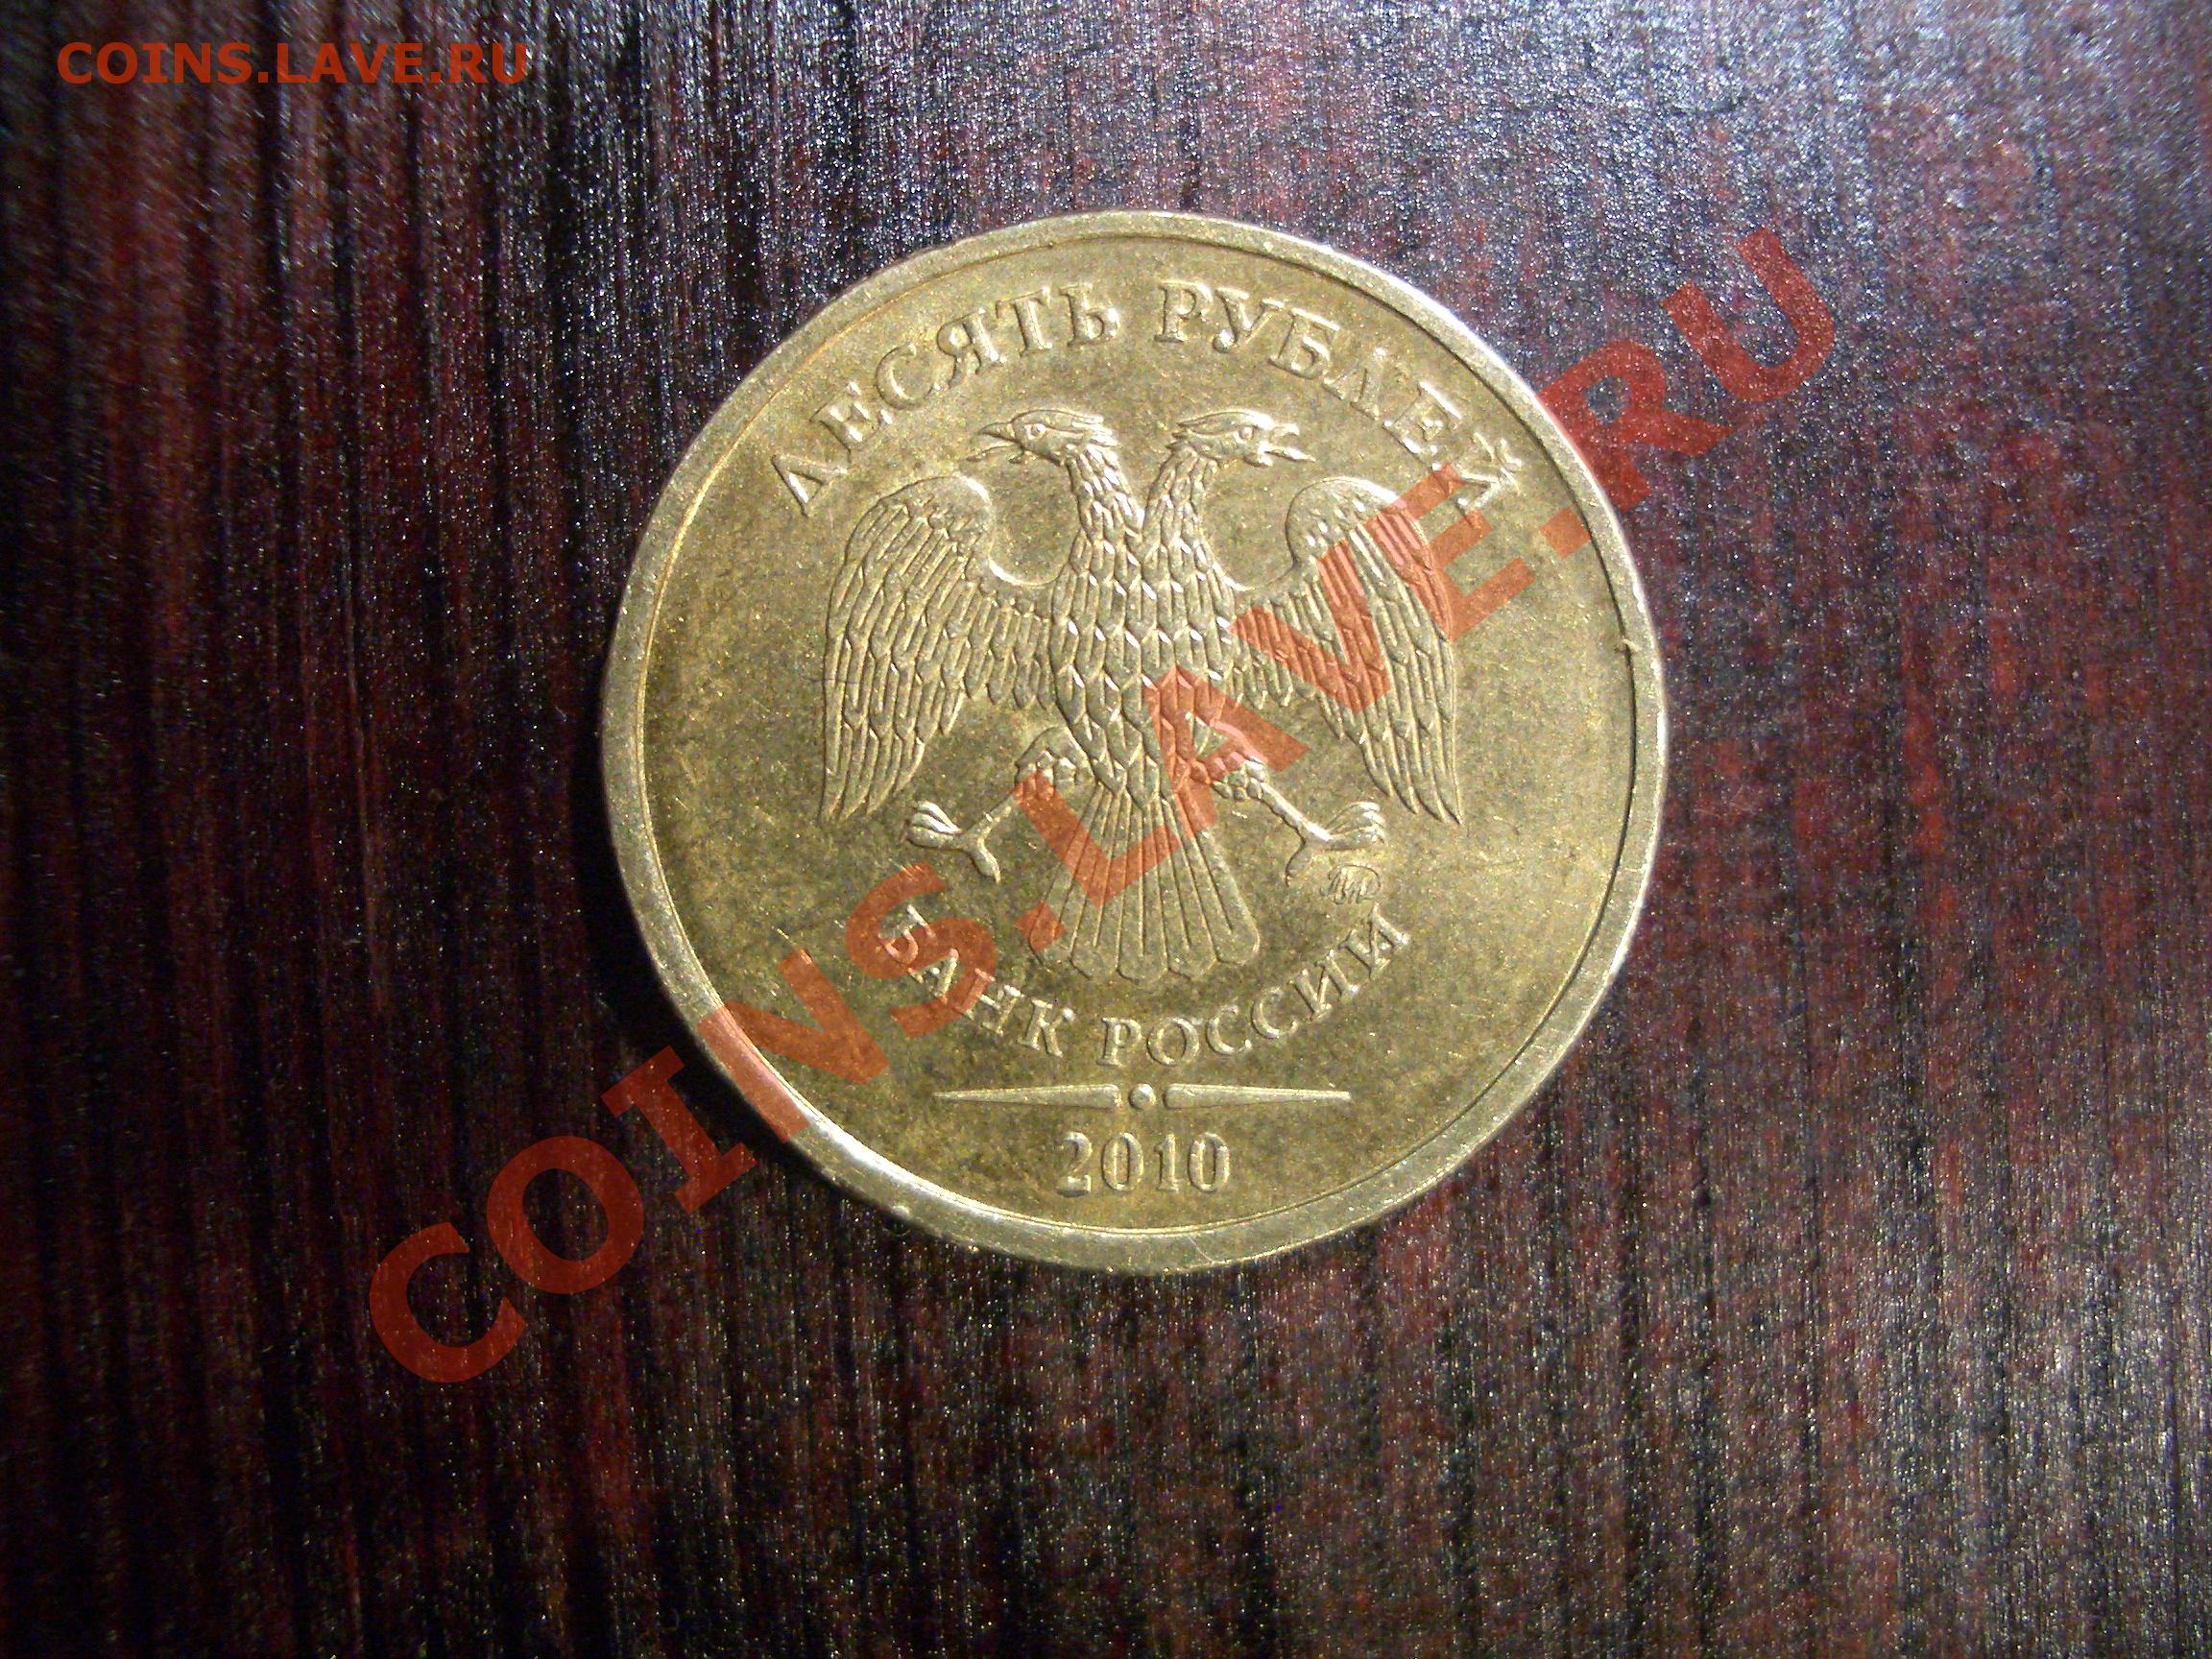 COINS.LAVE.RU
ДЕСЯТЬ РУБЛЕЙ
COINS.LAVE.RU
БАНК РОССИИ
2010